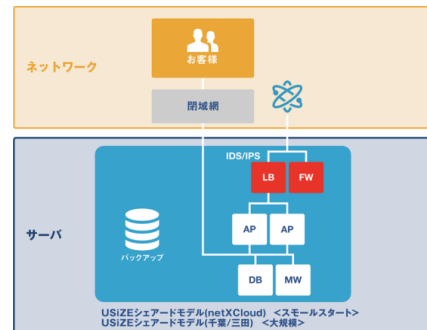 ネットワーク
お客様
閉域網
サーバ
IDS/IPS
LB
FW
AP
AP
バックアップ
DB
MW
USiZEシェアードモデル(netXCloud) <スモールスタート>
USiZEシェアードモデル(千葉/三田) <大規模>